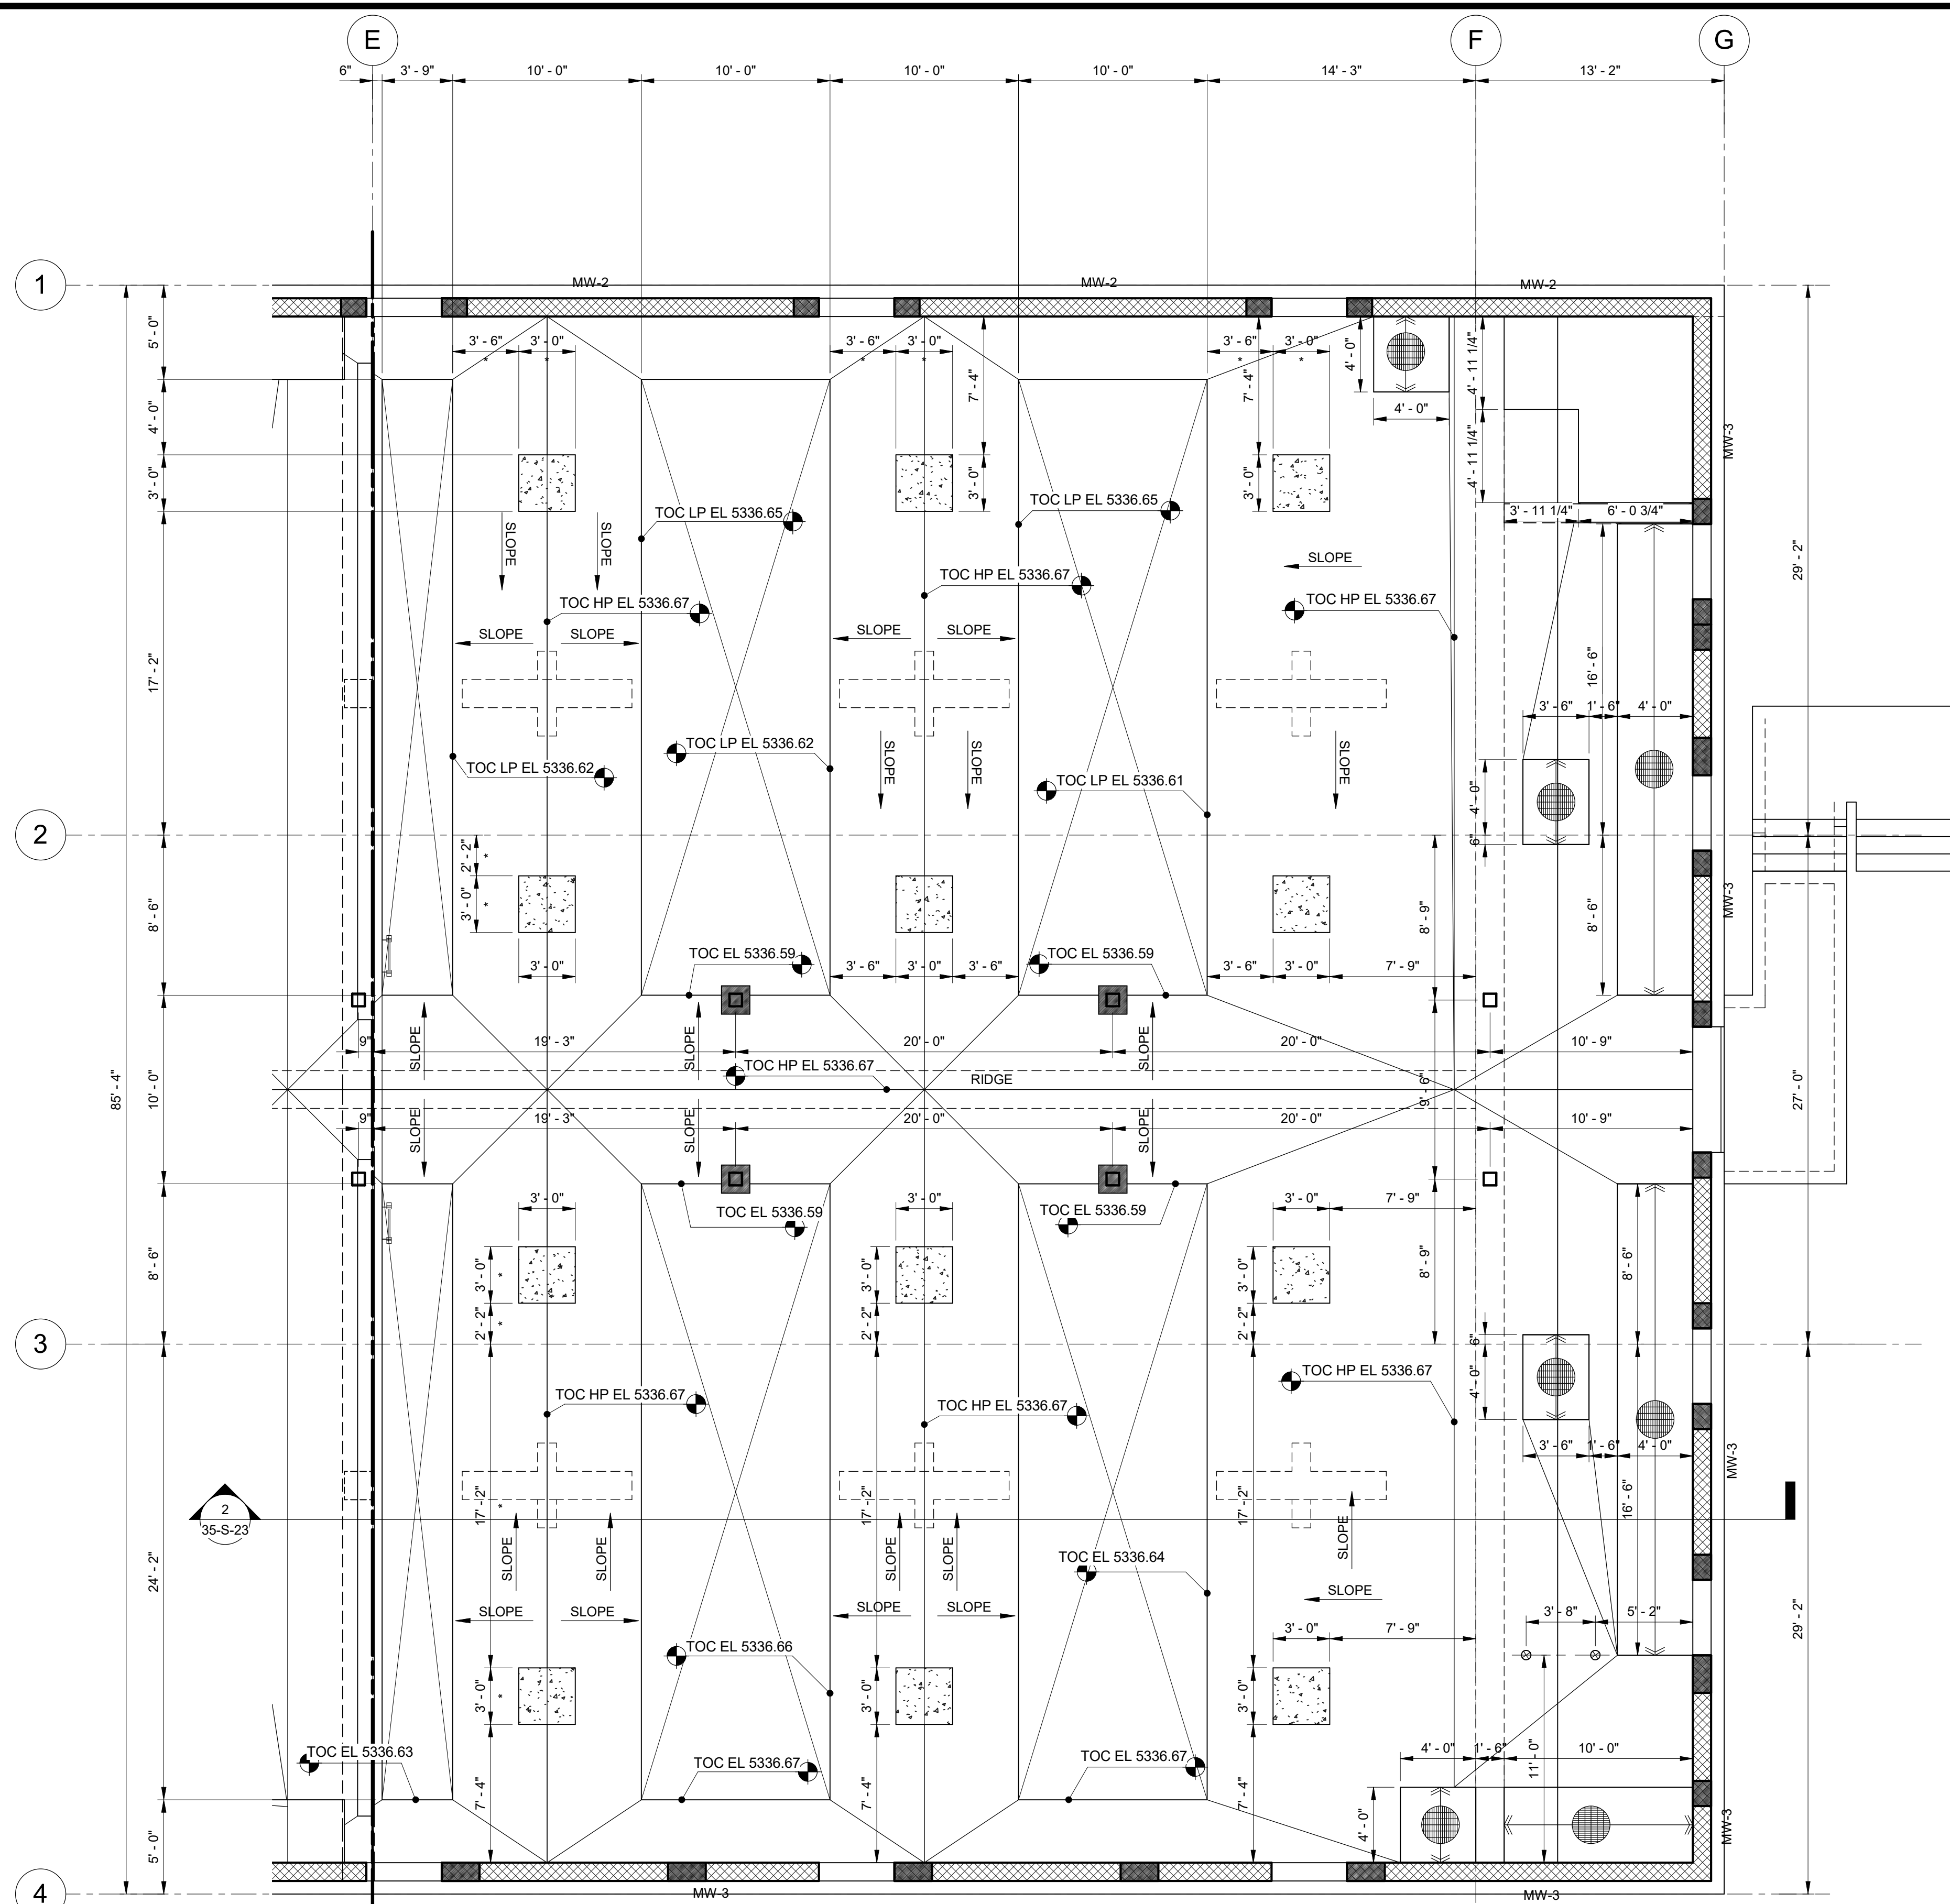 E
F
G
6"
3' - 9"
10' - 0"
10' - 0"
10' - 0"
10' - 0"
14' - 3"
13' - 2"
1
MW-2
MW-2
MW-2
5' - 0"
3' - 6"
3' - 0"
*
*
3' - 6"
3' - 0"
*
*
3' - 6"
3' - 0"
*
*
7' - 4"
7' - 4"
4' - 0"
4' - 0"
4' - 11 1/4"
4' - 11 1/4"
4' - 0"
3' - 0"
3' - 0"
3' - 0"
MW-3
3' - 11 1/4"
6' - 0 3/4"
TOC LP EL 5336.65
TOC LP EL 5336.65
SLOPE
SLOPE
SLOPE
TOC HP EL 5336.67
TOC HP EL 5336.67
TOC HP EL 5336.67
29' - 2"
SLOPE
SLOPE
SLOPE
SLOPE
17' - 2"
16' - 6"
3' - 6"
1' - 6"
4' - 0"
TOC LP EL 5336.62
TOC LP EL 5336.62
TOC LP EL 5336.61
SLOPE
SLOPE
SLOPE
4' - 0"
2
6"
2' - 2"
*
3' - 0"
*
8' - 6"
8' - 9"
8' - 6"
MW-3
3' - 0"
TOC EL 5336.59
3' - 6"
3' - 0"
3' - 6"
TOC EL 5336.59
3' - 6"
3' - 0"
7' - 9"
SLOPE
SLOPE
SLOPE
9"
19' - 3"
20' - 0"
20' - 0"
10' - 9"
TOC HP EL 5336.67
RIDGE
85' - 4"
10' - 0"
9' - 6"
27' - 0"
9"
19' - 3"
20' - 0"
20' - 0"
10' - 9"
SLOPE
SLOPE
SLOPE
3' - 0"
TOC EL 5336.59
3' - 0"
TOC EL 5336.59
3' - 0"
7' - 9"
8' - 6"
3' - 0"
*
2' - 2"
*
3' - 0"
2' - 2"
3' - 0"
2' - 2"
8' - 9"
8' - 6"
3
6"
4' - 0"
TOC HP EL 5336.67
TOC HP EL 5336.67
TOC HP EL 5336.67
3' - 6"
1' - 6"
4' - 0"
MW-3
2
35-S-23
17' - 2"
*
17' - 2"
17' - 2"
16' - 6"
SLOPE
SLOPE
SLOPE
SLOPE
SLOPE
TOC EL 5336.64
24' - 2"
SLOPE
SLOPE
SLOPE
SLOPE
SLOPE
3' - 8"
5' - 2"
29' - 2"
TOC EL 5336.66
3' - 0"
7' - 9"
3' - 0"
*
3' - 0"
3' - 0"
TOC EL 5336.63
TOC EL 5336.67
TOC EL 5336.67
4' - 0"
1' - 6"
10' - 0"
11' - 0"
7' - 4"
7' - 4"
7' - 4"
5' - 0"
4' - 0"
MW-3
4
MW-3
MW-3